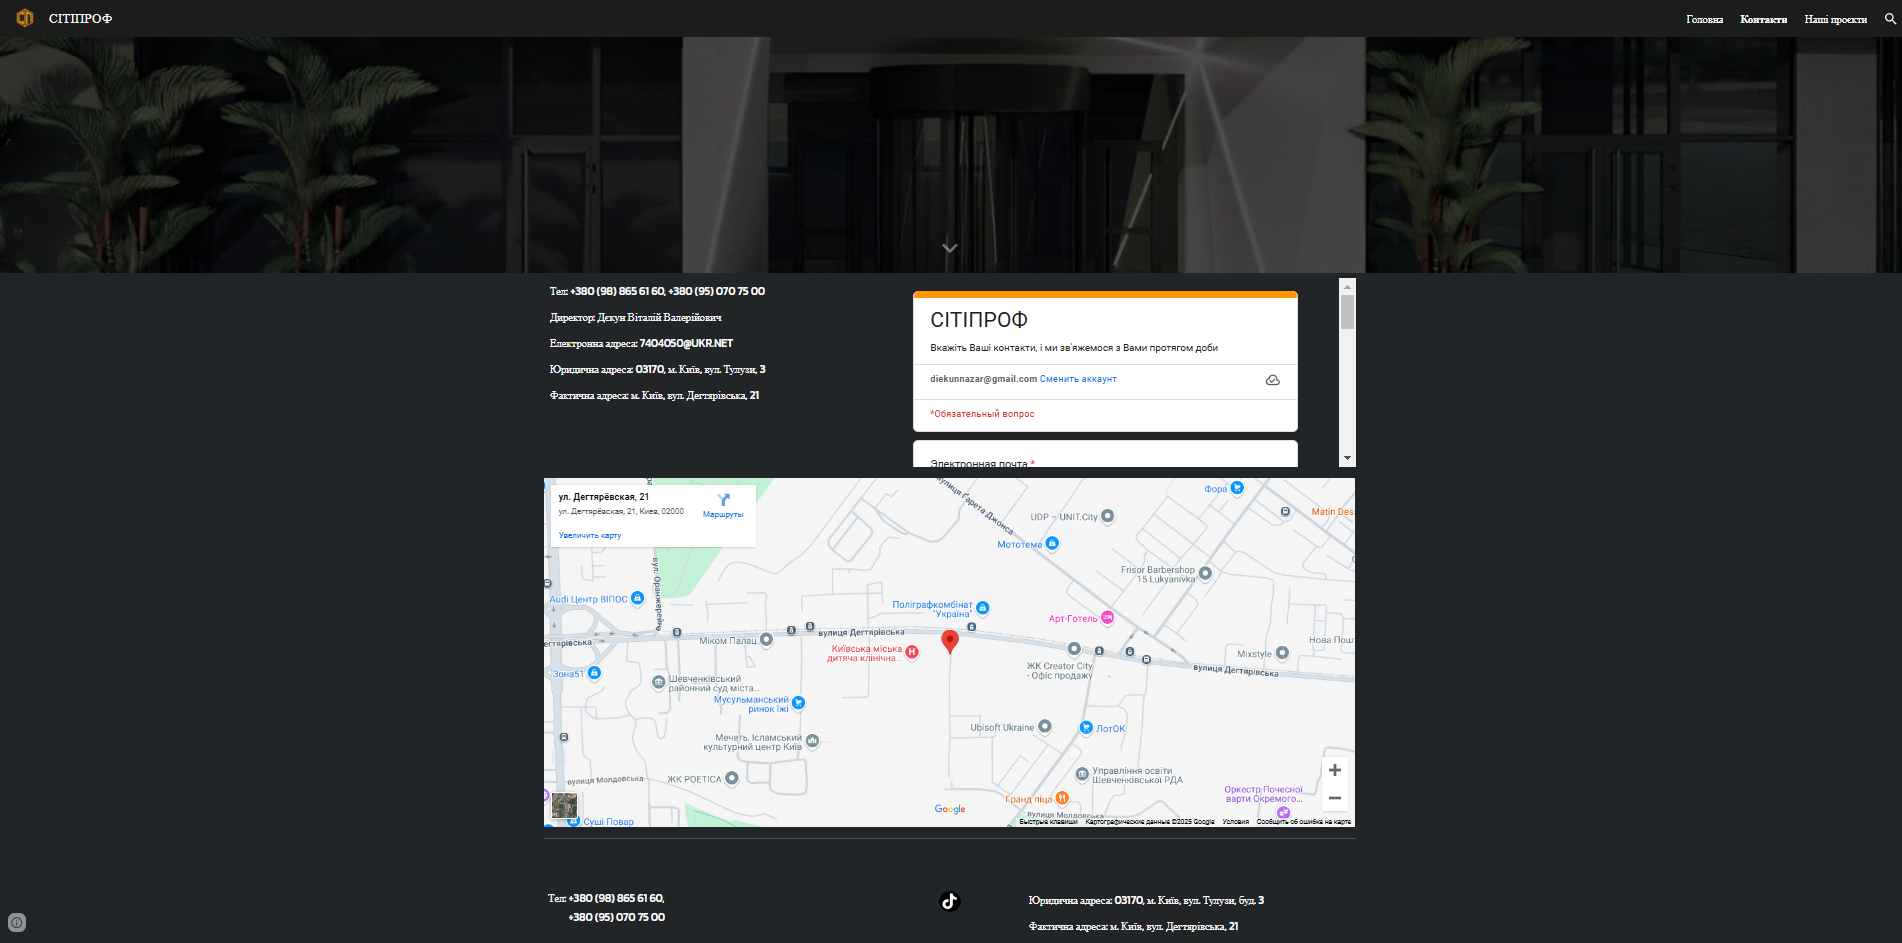 СІТІПРОФ
Головна
Контакти
Наші проєкти
Тел: +380 (98) 865 61 60, +380 (95) 070 75 00
Директор: Дєкун Віталій Валерійович
Електронна адреса: 7404050@UKR.NET
Юридична адреса: 03170, м. Київ, вул. Тулузи, 3
Фактична адреса: м. Київ, вул. Дегтярівська, 21
СІТІПРОФ
Вкажіть Ваші контакти, і ми зв'яжемося з Вами протягом доби
diekunnazar@gmail.com Сменить аккаунт
*Обязательный вопрос
Электронная почта *
ул. Дегтярёвская, 21
ул. Дегтярёвская, 21, Киев, 02000
Маршруты
Увеличить карту
вулиця Ґарета Джонса
Фора
UDP – UNIT.City
Matin Des
Мототема
Frisor Barbershop
15 Lukyanivka
вул. Оранжерейна
Audi Центр ВІПОС
Поліграфкомбінат
"Україна"
Арт-Готель
егтярівська
Міком Палац
вулиця Дегтярівська
Київська міська
дитяча клінічна...
Нова Пошт
Mixstyle
ЖК Creator City
- Офіс продажу
вулиця Дегтярівська
Зона51
Шевченківський
районний суд міста...
Мусульманський
ринок їжі
Ubisoft Ukraine
ЛотОК
Мечеть, Ісламський
культурний центр Київ
Управління освіти
Шевченківської РДА
вулиця Молдовська
ЖК POETICA
Оркестр Почесної
варти Окремого...
Гранд піца
Google
вулиця Молдовська
Суші Повар
Быстрые клавиши
Картографические данные ©2025 Google
Условия
Сообщить об ошибке на карте
Тел: +380 (98) 865 61 60,
+380 (95) 070 75 00
Юридична адреса: 03170, м. Київ, вул. Тулузи, буд. 3
Фактична адреса: м. Київ, вул. Дегтярівська, 21